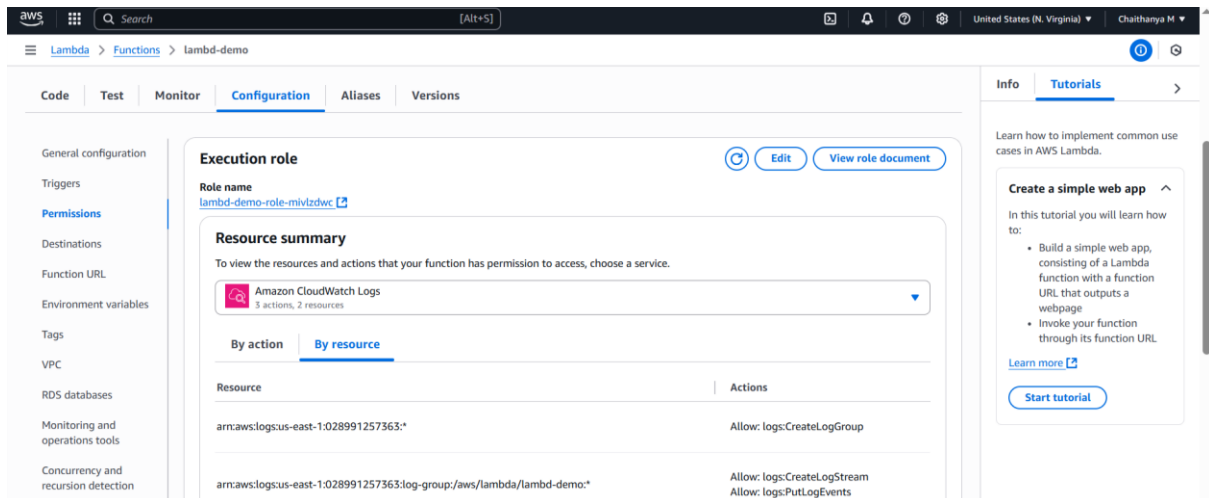 aws
Search [Alt+S]
United States (N. Virginia) ▼
Chaithanya M ▼
Lambda > Functions > lambd-demo
Code
Test
Monitor
Configuration
Aliases
Versions
General configuration
Triggers
Permissions
Destinations
Function URL
Environment variables
Tags
VPC
RDS databases
Monitoring and
operations tools
Concurrency and
recursion detection
Execution role
Edit
View role document
Role name
lambd-demo-role-mivlzdwc
Resource summary
To view the resources and actions that your function has permission to access, choose a service.
Amazon CloudWatch Logs
3 actions, 2 resources
By action
By resource
Resource
Actions
arn:aws:logs:us-east-1:028991257363:*
Allow: logs:CreateLogGroup
arn:aws:logs:us-east-1:028991257363:log-group:/aws/lambda/lambd-demo:*
Allow: logs:CreateLogStream
Allow: logs:PutLogEvents
Info
Tutorials
Learn how to implement common use
cases in AWS Lambda.
Create a simple web app
In this tutorial you will learn how
to:
• Build a simple web app,
consisting of a Lambda
function with a function
URL that outputs a
webpage
• Invoke your function
through its function URL
Learn more
Start tutorial